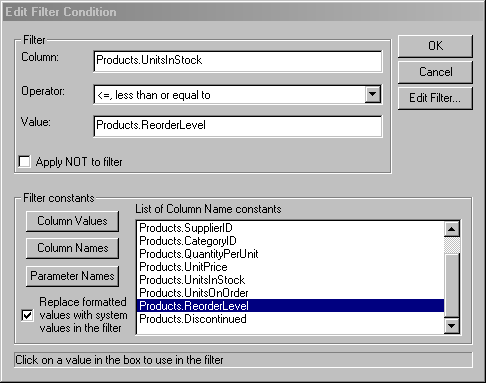 Edit Filter Condition
Filter
Column:
Products.UnitsInStock
OK
Cancel
Operator:
<=, less than or equal to
Edit Filter...
Value:
Products.ReorderLevel
Apply NOT to filter
Filter constants
Column Values
Column Names
Parameter Names
Replace formatted
values with system
values in the filter
List of Column Name constants
Products.SupplierID
Products.CategoryID
Products.QuantityPerUnit
Products.UnitPrice
Products.UnitsInStock
Products.UnitsOnOrder
Products.ReorderLevel
Products.Discontinued
Click on a value in the box to use in the filter